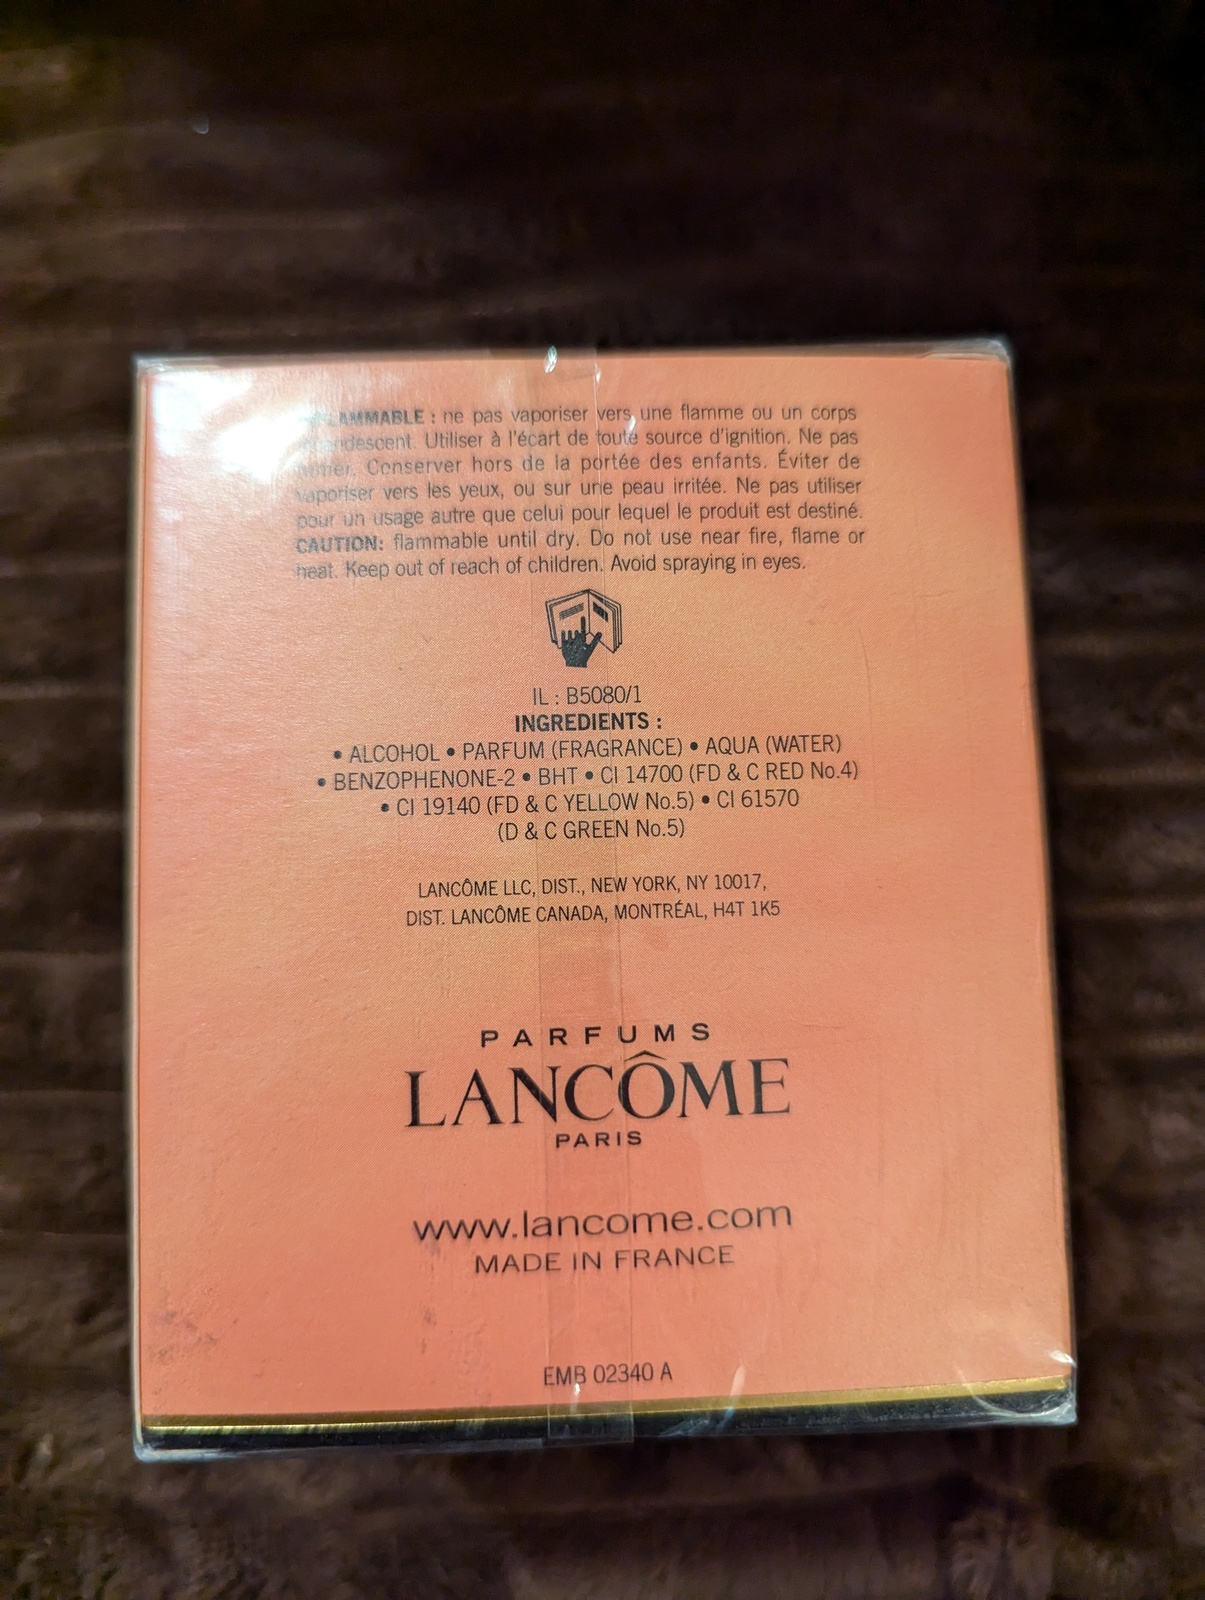 INFLAMMABLE : ne pas vaporiser vers une flamme ou un corps
incandescent. Utiliser à l'écart de toute source d'ignition. Ne pas
fumer. Conserver hors de la portée des enfants. Éviter de
vaporiser vers les yeux, ou sur une peau irritée. Ne pas utiliser
pour un usage autre que celui pour lequel le produit est destiné.
CAUTION: flammable until dry. Do not use near fire, flame or
heat. Keep out of reach of children. Avoid spraying in eyes.
IL : B5080/1
INGREDIENTS :
• ALCOHOL • PARFUM (FRAGRANCE) • AQUA (WATER)
• BENZOPHENONE-2 • BHT • CI 14700 (FD & C RED No.4)
• CI 19140 (FD & C YELLOW No.5) • CI 61570
(D & C GREEN No.5)
LANCÔME LLC, DIST., NEW YORK, NY 10017,
DIST. LANCÔME CANADA, MONTRÉAL, H4T 1K5
PARFUMS
LANCÔME
PARIS
www.lancome.com
MADE IN FRANCE
EMB 02340 A